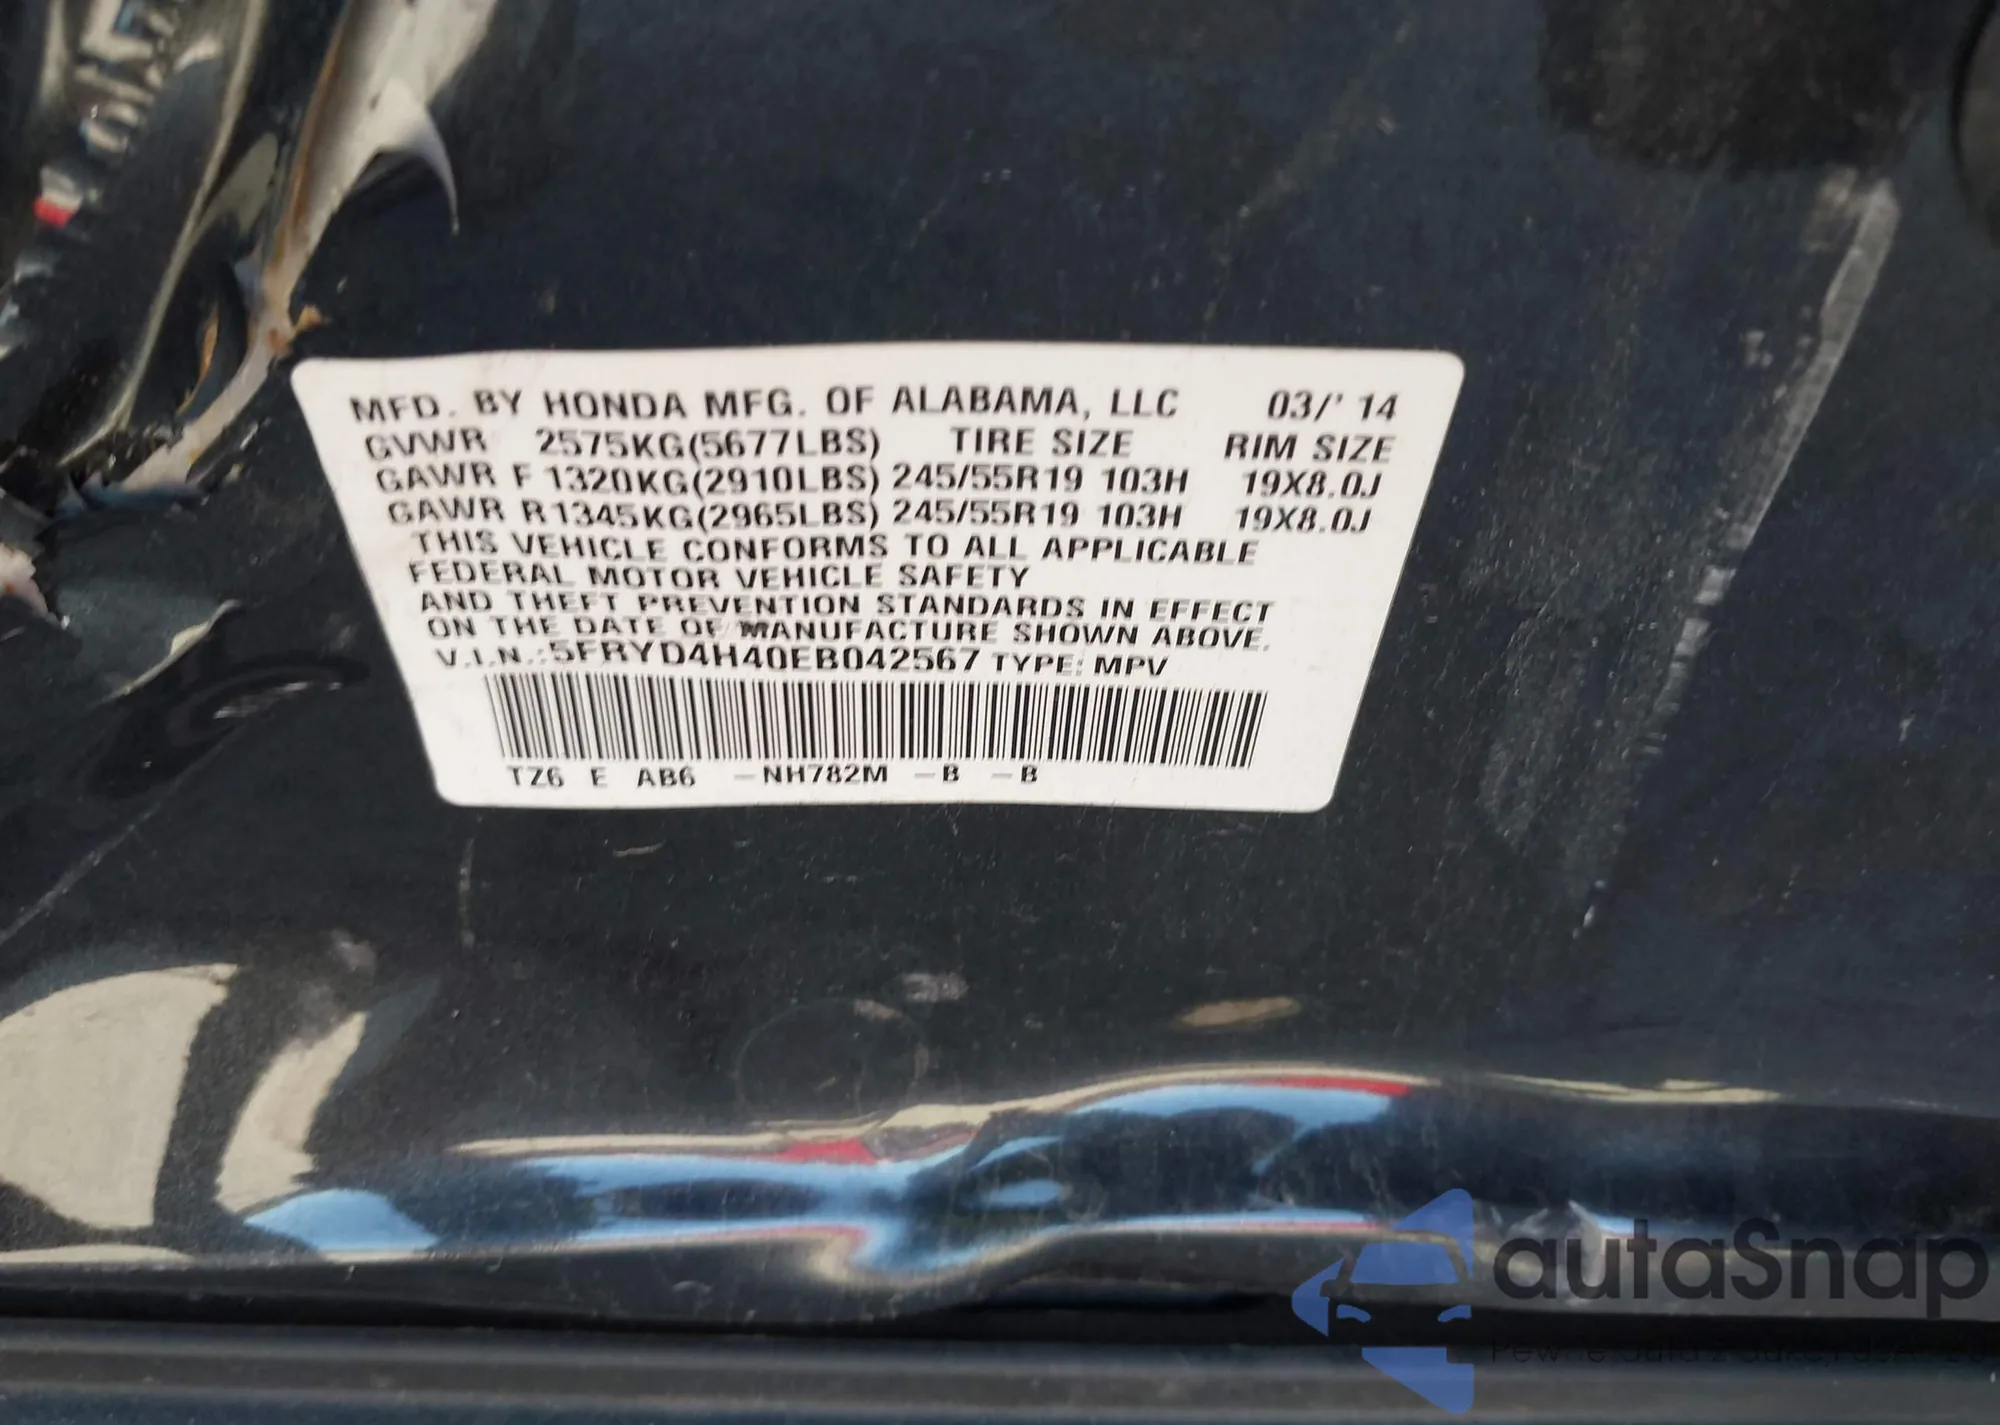 MFD. BY HONDA MFG. OF ALABAMA, LLC 03/' 14
GVWR 2575KG(5677LBS) TIRE SIZE RIM SIZE
GAWR F 1320KG(2910LBS) 245/55R19 103H 19X8.0J
GAWR R1345KG(2965LBS) 245/55R19 103H 19X8.0J
THIS VEHICLE CONFORMS TO ALL APPLICABLE
FEDERAL MOTOR VEHICLE SAFETY
AND THEFT PREVENTION STANDARDS IN EFFECT
ON THE DATE OF MANUFACTURE SHOWN ABOVE.
V.I.N.:5FRYD4H40EB042567 TYPE: MPV
TZ6 E AB6 -NH782M -B -B
autaSnap